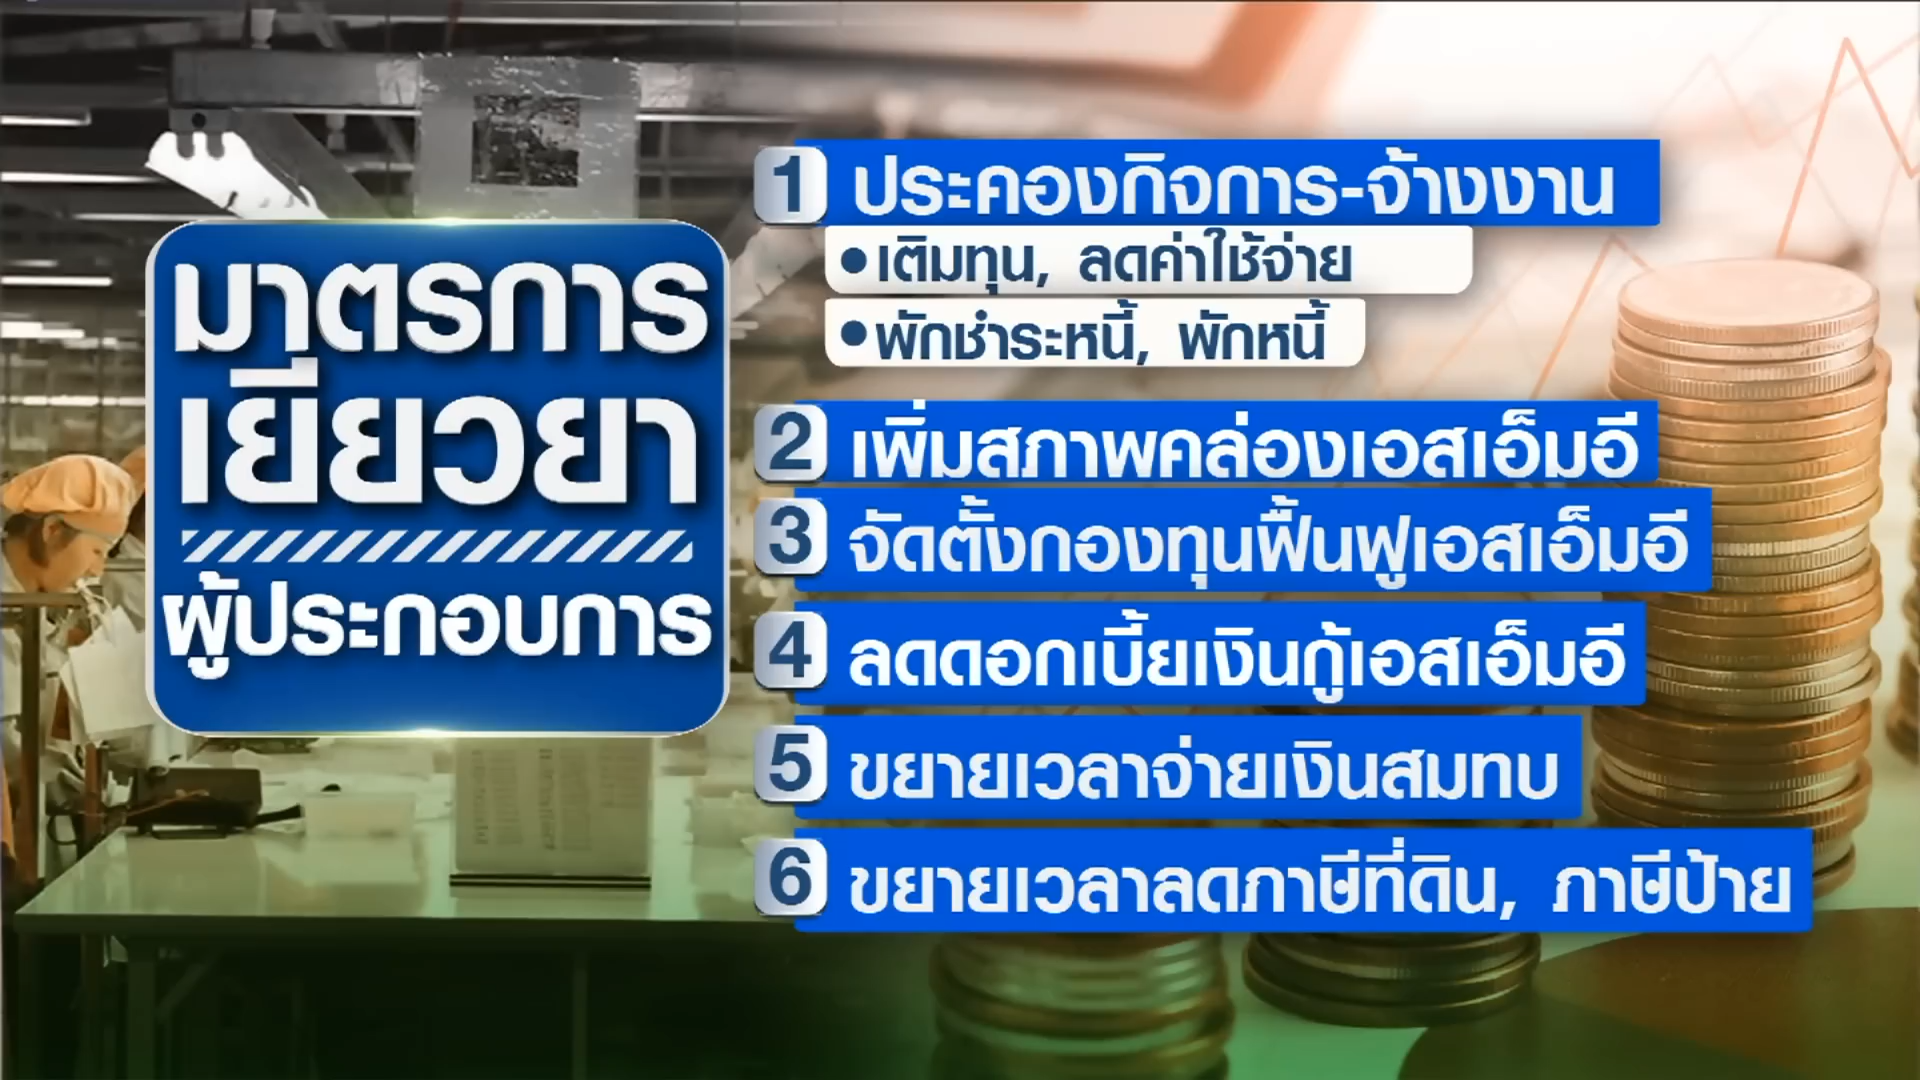 มาตรการ
เยียวยา
ผู้ประกอบการ
1 ประคองกิจการ-จ้างงาน
•เติมทุน, ลดค่าใช้จ่าย
•พักชำระหนี้, พักหนี้
2 เพิ่มสภาพคล่องเอสเอ็มอี
3 จัดตั้งกองทุนฟื้นฟูเอสเอ็มอี
4 ลดดอกเบี้ยเงินกู้เอสเอ็มอี
5 ขยายเวลาจ่ายเงินสมทบ
6 ขยายเวลาลดภาษีที่ดิน, ภาษีป้าย